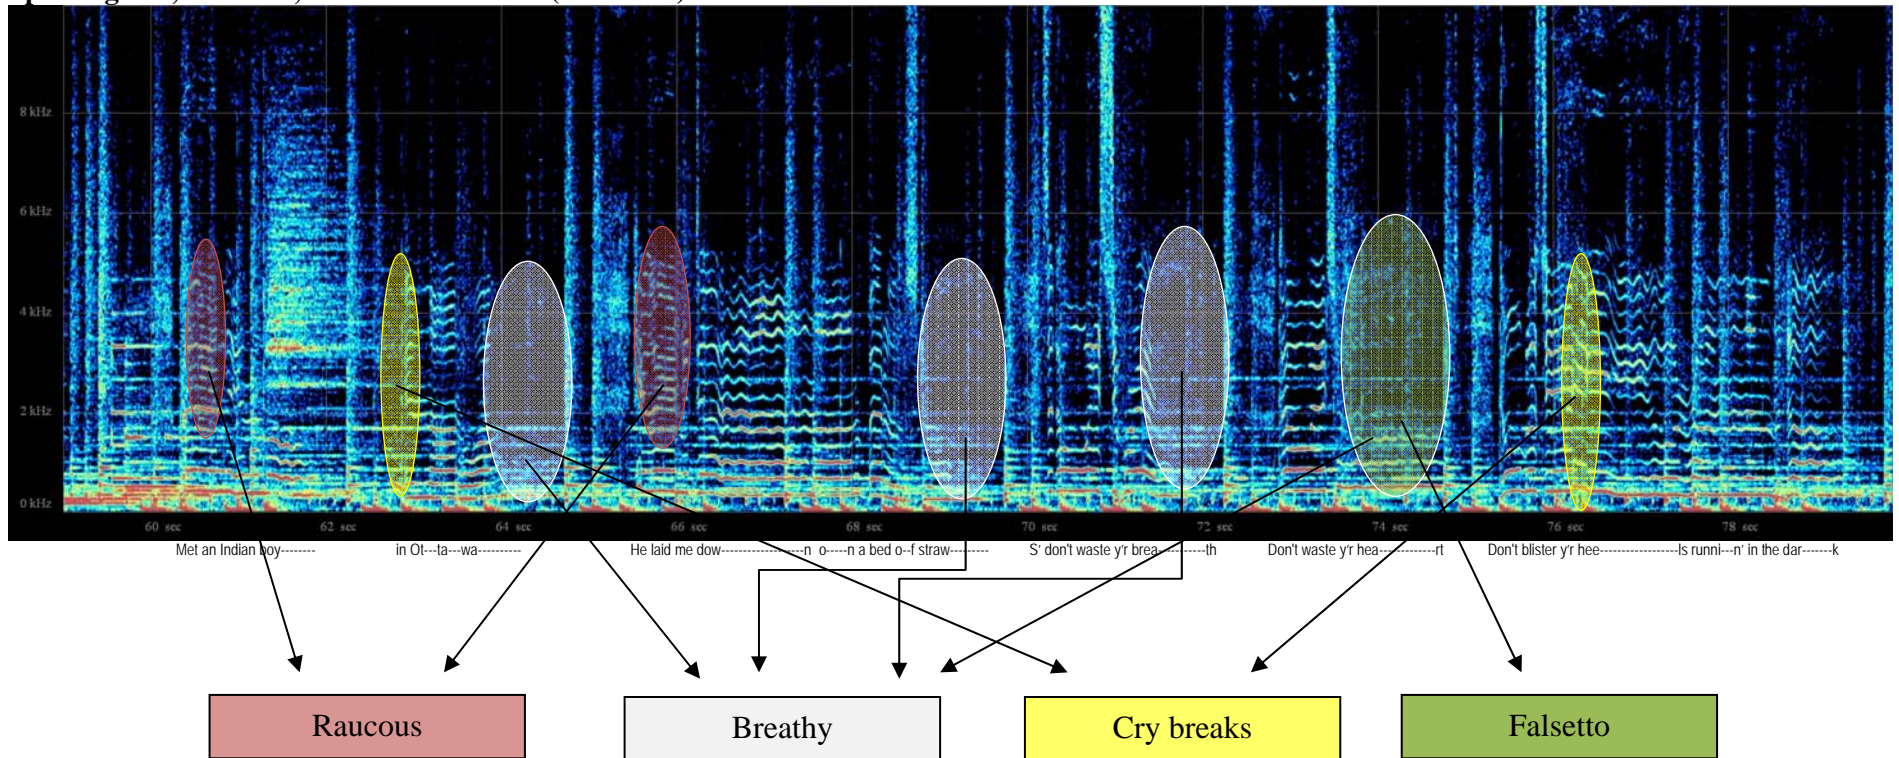 8 kHz
6 kHz
4 kHz
2 kHz
0 kHz
60 sec 62 sec 64 sec 66 sec 68 sec 70 sec 72 sec 74 sec 76 sec 78 sec
Met an Indian boy-------- in Ot---ta---wa---------- He laid me dow-------------------n o----n a bed o--f straw--------- S' don't waste y'r brea-----------th Don't waste y'r hea-------------rt Don't blister y'r hee------------------Is runni---n' in the dar-------k
Raucous Breathy Cry breaks Falsetto